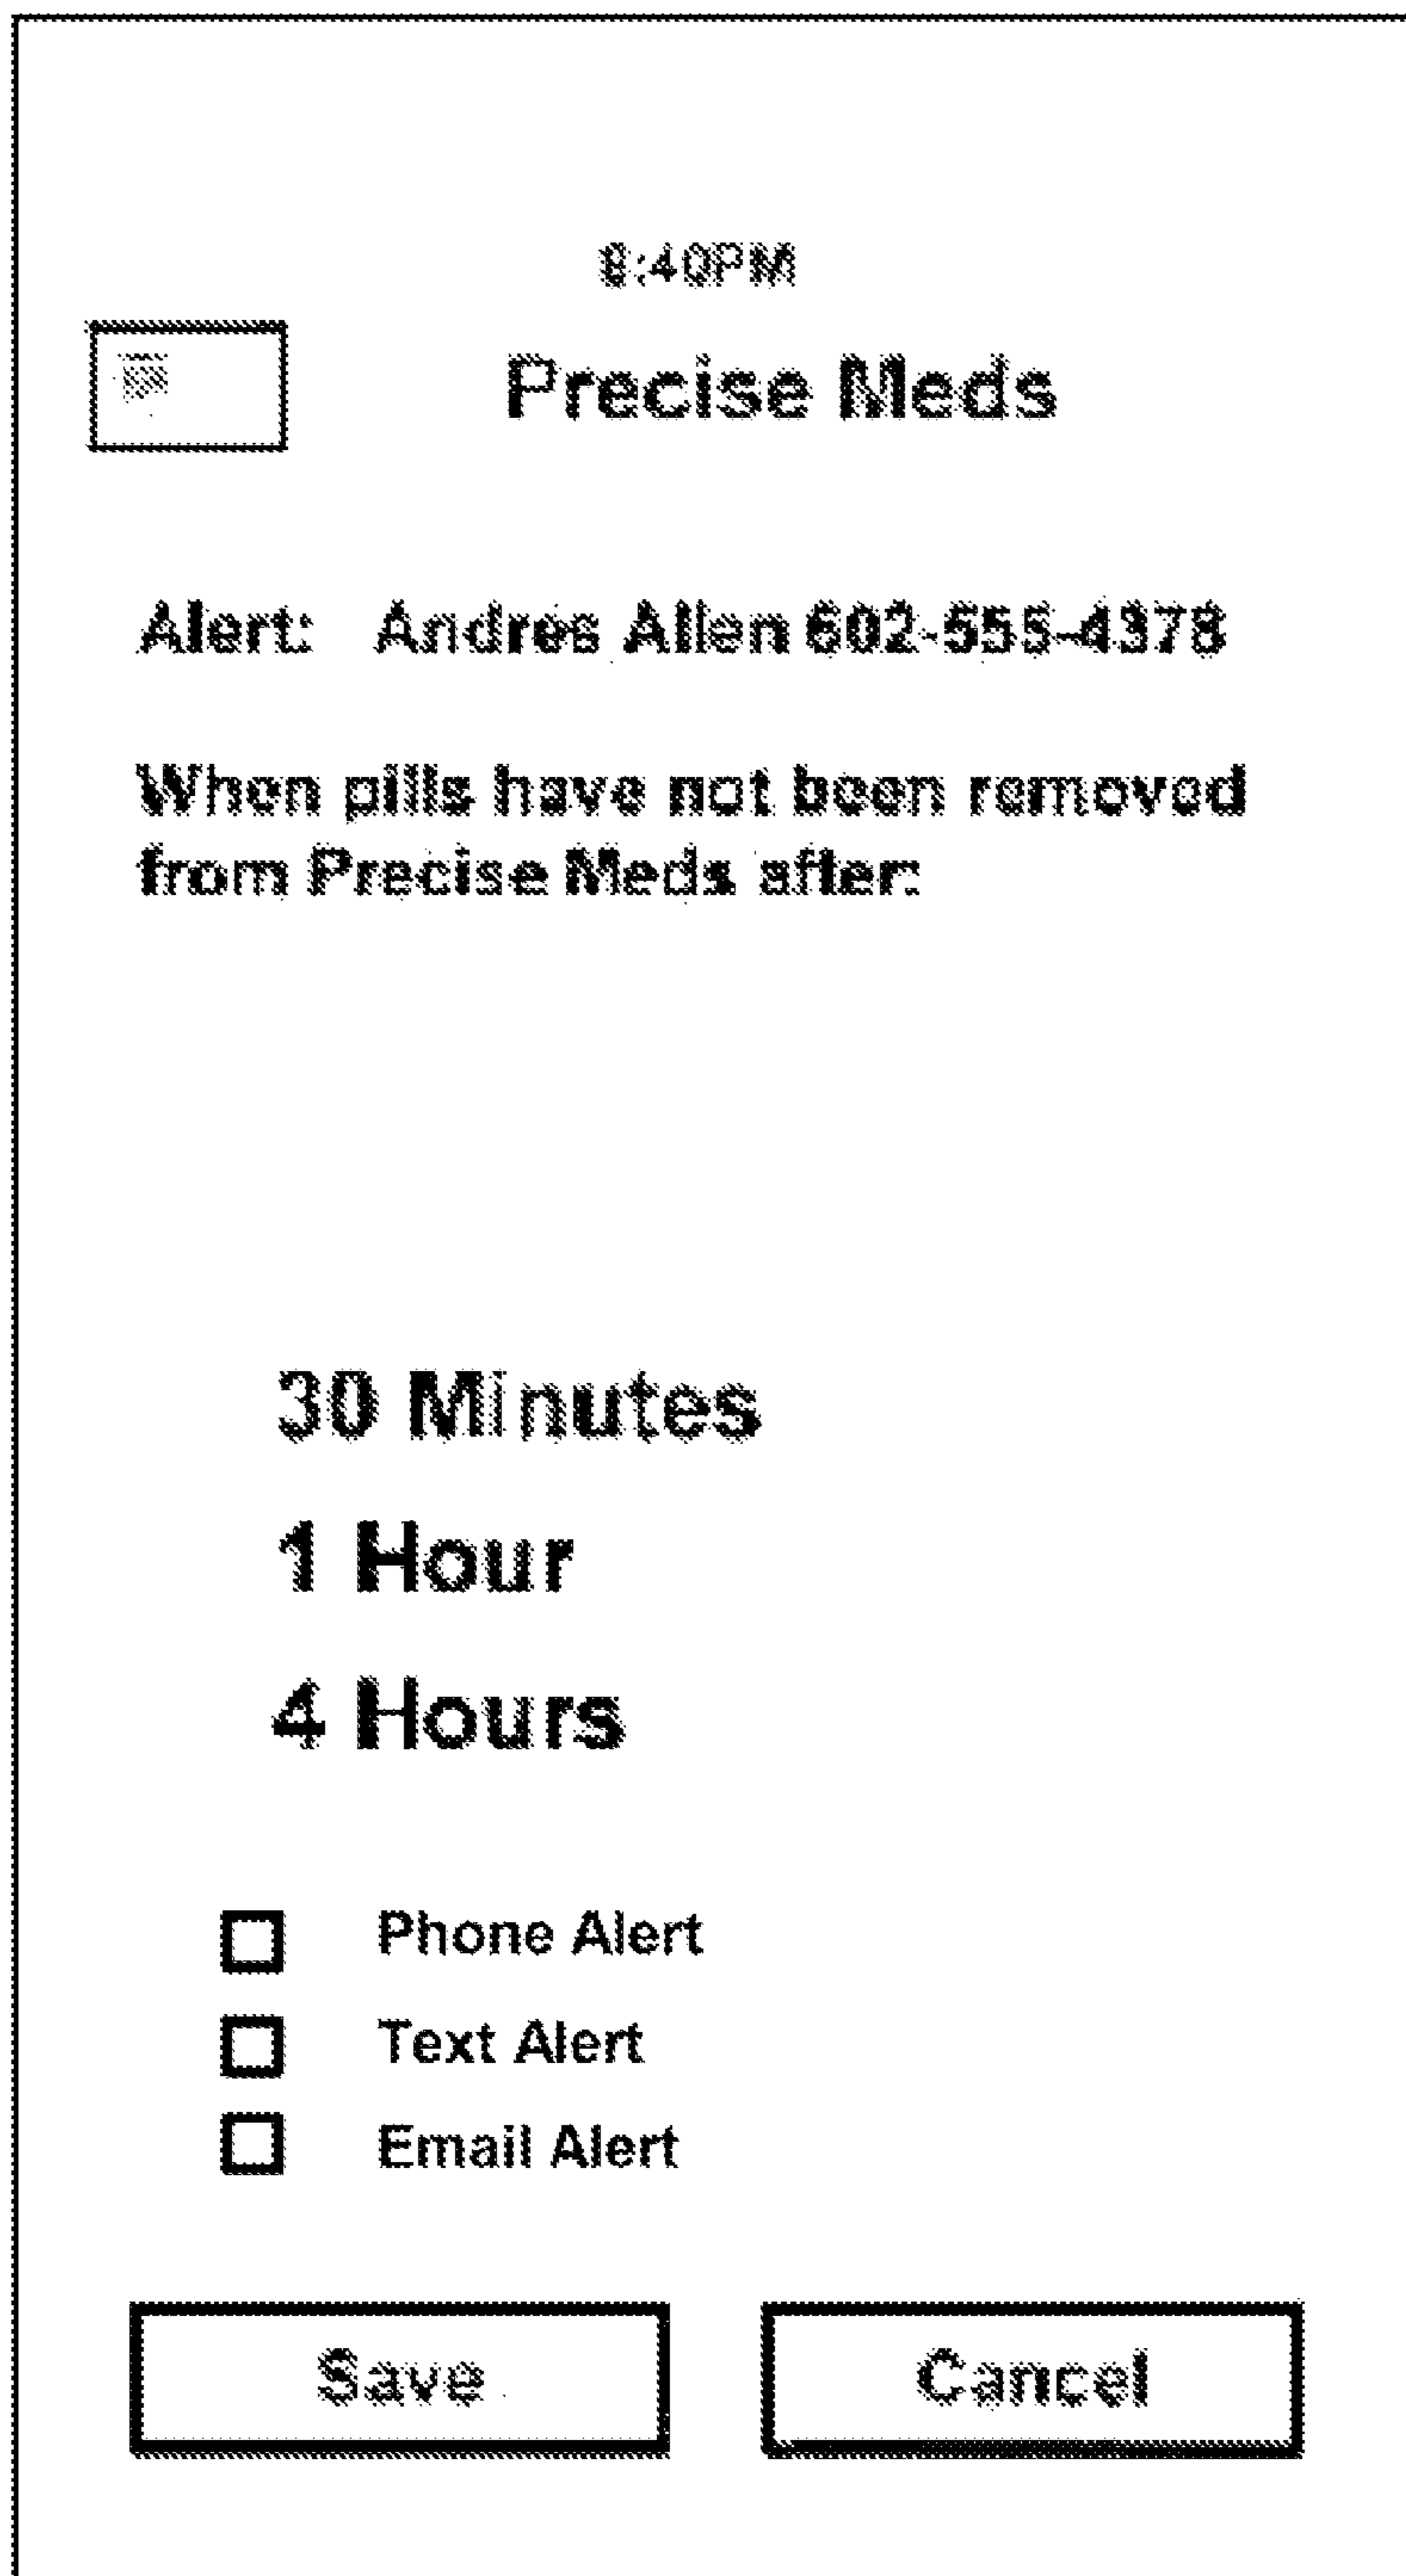 :40PM
Precise Meds
Alert: Andres Allen 602-555-4378
When pills have not been removed
from Precise Meds after:
30 Minutes
1 Hour
4 Hours
Phone Alert
Text Alert
Email Alert
Save
Cancel